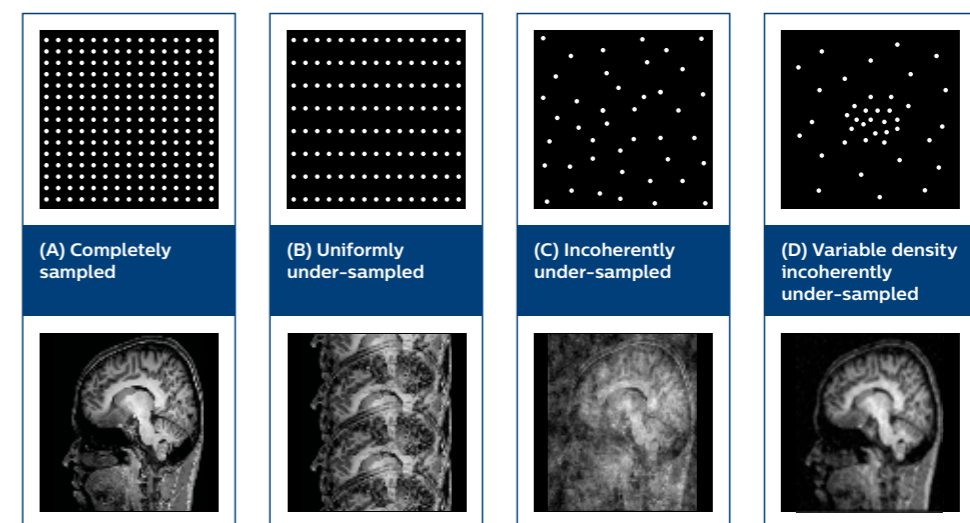 (A) Completely
sampled
(B) Uniformly
under-sampled
(C) Incoherently
under-sampled
(D) Variable density
incoherently
under-sampled